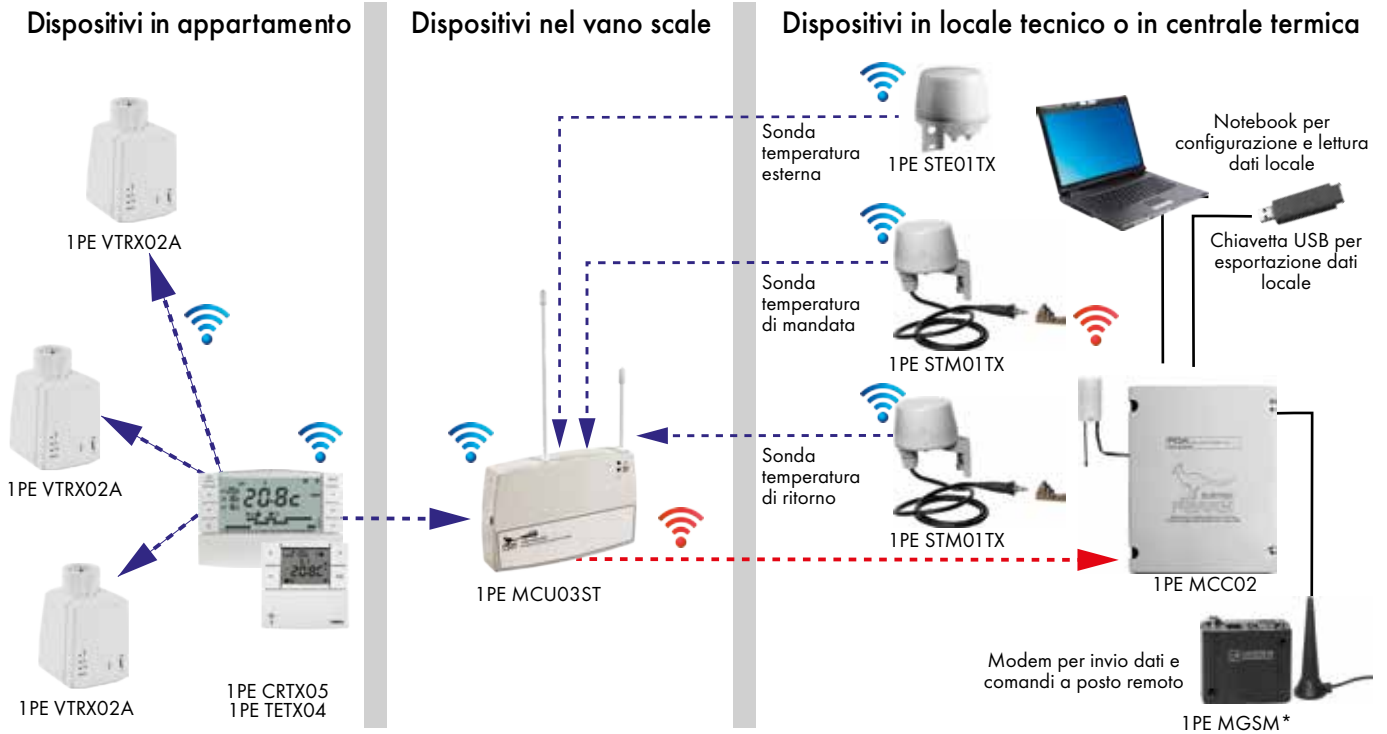 Dispositivi in appartamento
Dispositivi nel vano scale
Dispositivi in locale tecnico o in centrale termica
1PE VTRX02A
1PE VTRX02A
1PE VTRX02A
20.8c
20.8c
1PE CRTX05
1PE TETX04
1PE MCU03ST
Sonda
temperatura
esterna
1PE STE01TX
Sonda
temperatura
di mandata
1PE STM01TX
Sonda
temperatura
di ritorno
1PE STM01TX
Notebook per
configurazione e lettura
dati locale
Chiavetta USB per
esportazione dati
locale
1PE MCC02
Modem per invio dati e
comandi a posto remoto
1PE MGSM*